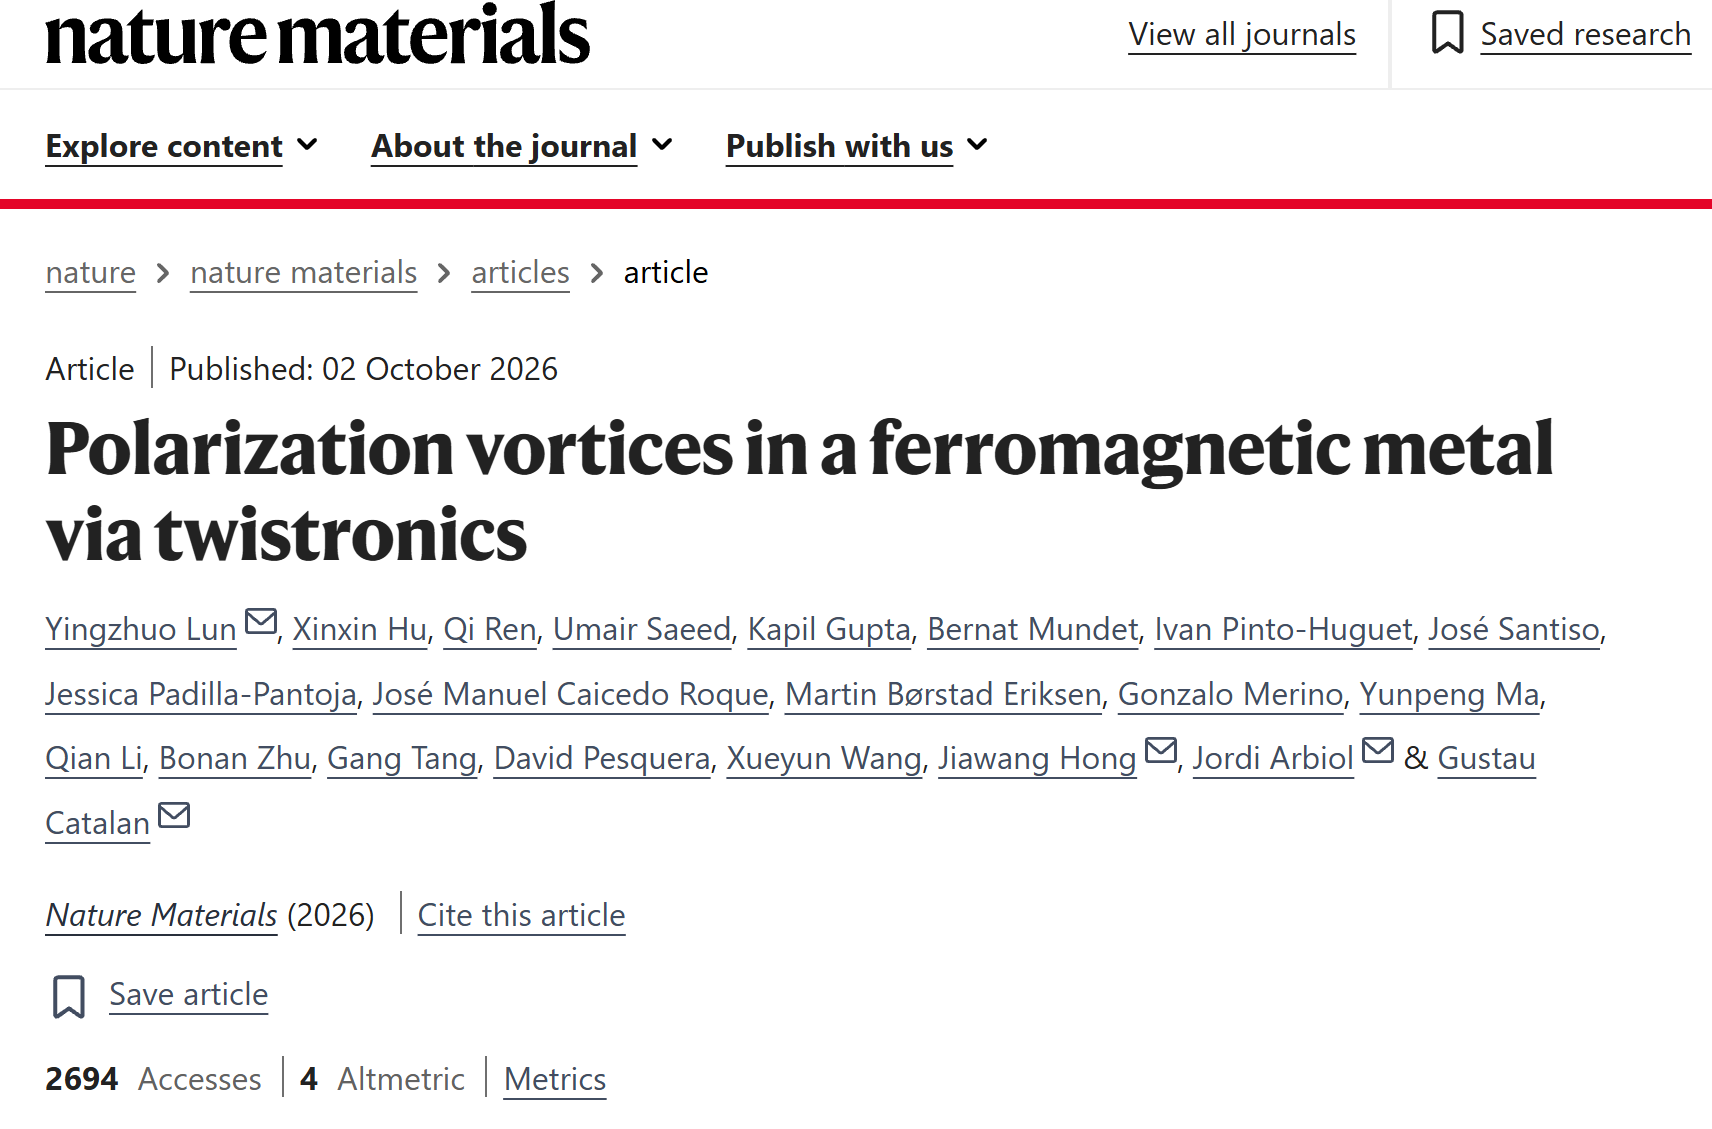 nature materials
View all journals
Saved research
Explore content
About the journal
Publish with us
nature > nature materials > articles > article
Article | Published: 02 October 2026
Polarization vortices in a ferromagnetic metal
via twistronics
Yingzhuo Lun, Xinxin Hu, Qi Ren, Umair Saeed, Kapil Gupta, Bernat Mundet, Ivan Pinto-Huguet, José Santiso,
Jessica Padilla-Pantoja, José Manuel Caicedo Roque, Martin Børstad Eriksen, Gonzalo Merino, Yunpeng Ma,
Qian Li, Bonan Zhu, Gang Tang, David Pesquera, Xueyun Wang, Jiawang Hong, Jordi Arbiol & Gustau
Catalan
Nature Materials (2026) | Cite this article
Save article
2694 Accesses | 4 Altmetric | Metrics